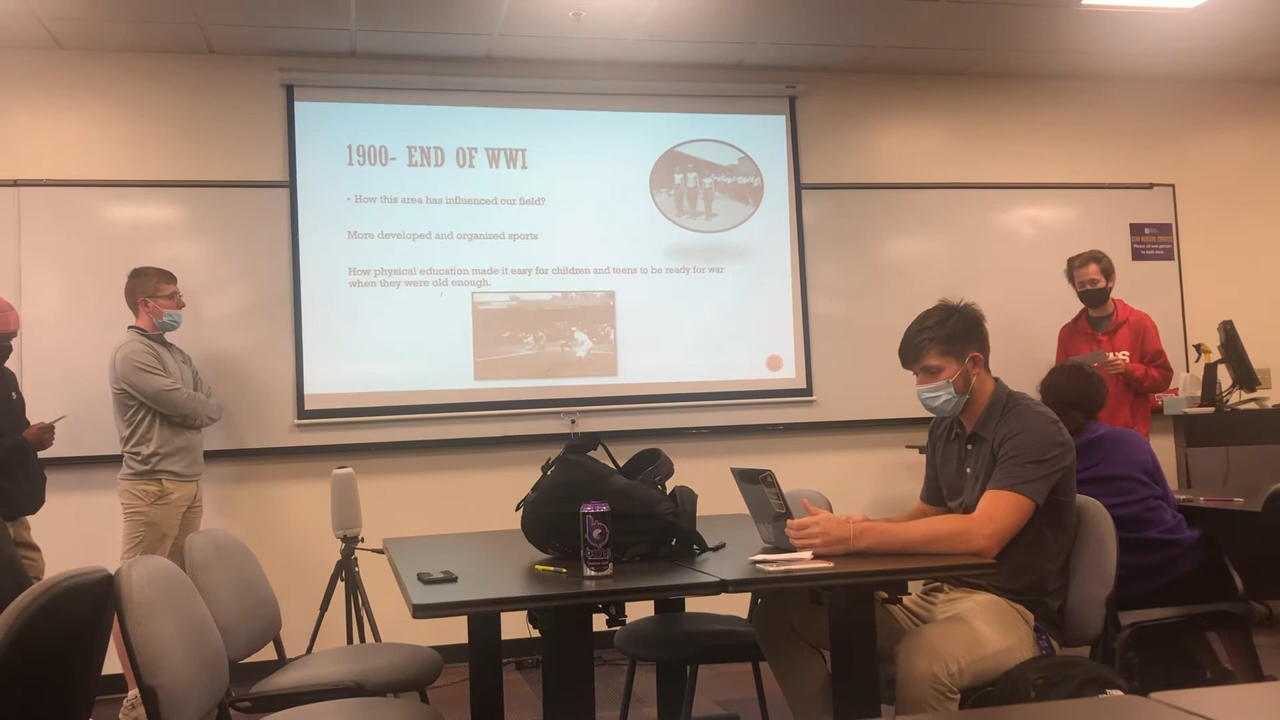 1900- END OF WWI
• How this area has influenced our field?
More developed and organized sports
How physical education made it easy for children and teens to be ready for war
when they were old enough.